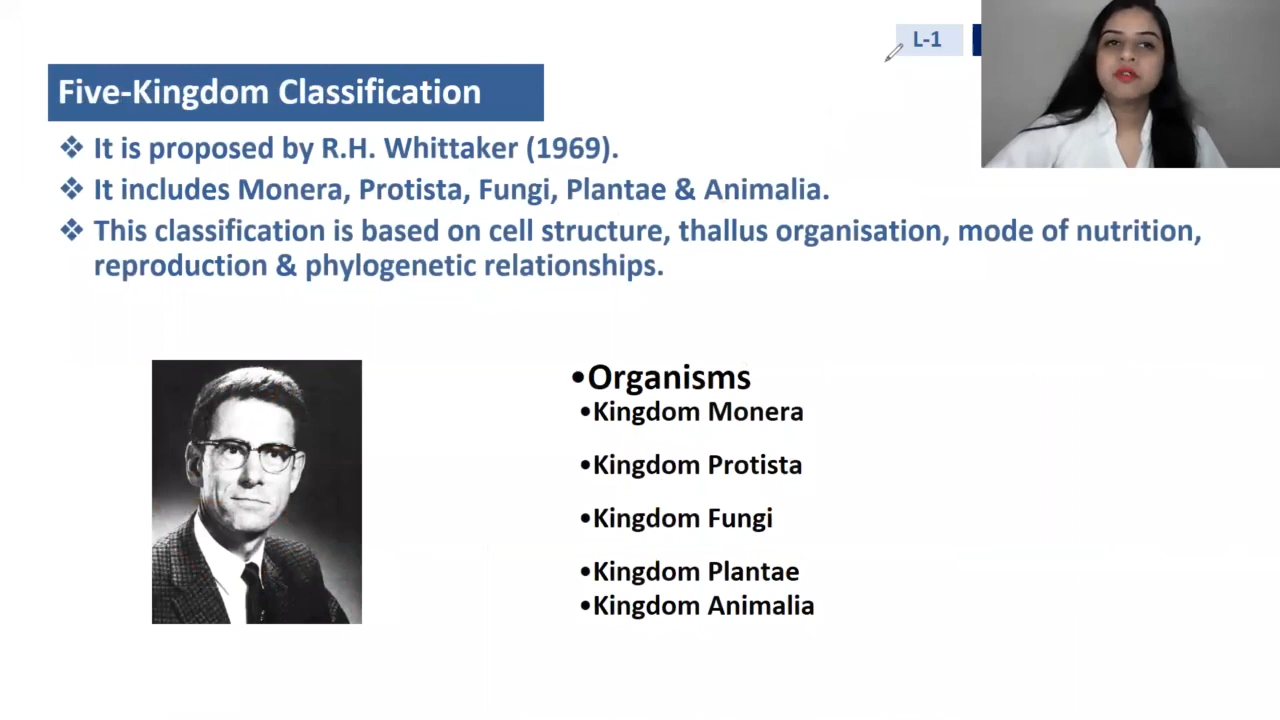 L-1
Five-Kingdom Classification
❖ It is proposed by R.H. Whittaker (1969).
❖ It includes Monera, Protista, Fungi, Plantae & Animalia.
❖ This classification is based on cell structure, thallus organisation, mode of nutrition,
reproduction & phylogenetic relationships.
•Organisms
•Kingdom Monera
•Kingdom Protista
•Kingdom Fungi
•Kingdom Plantae
•Kingdom Animalia